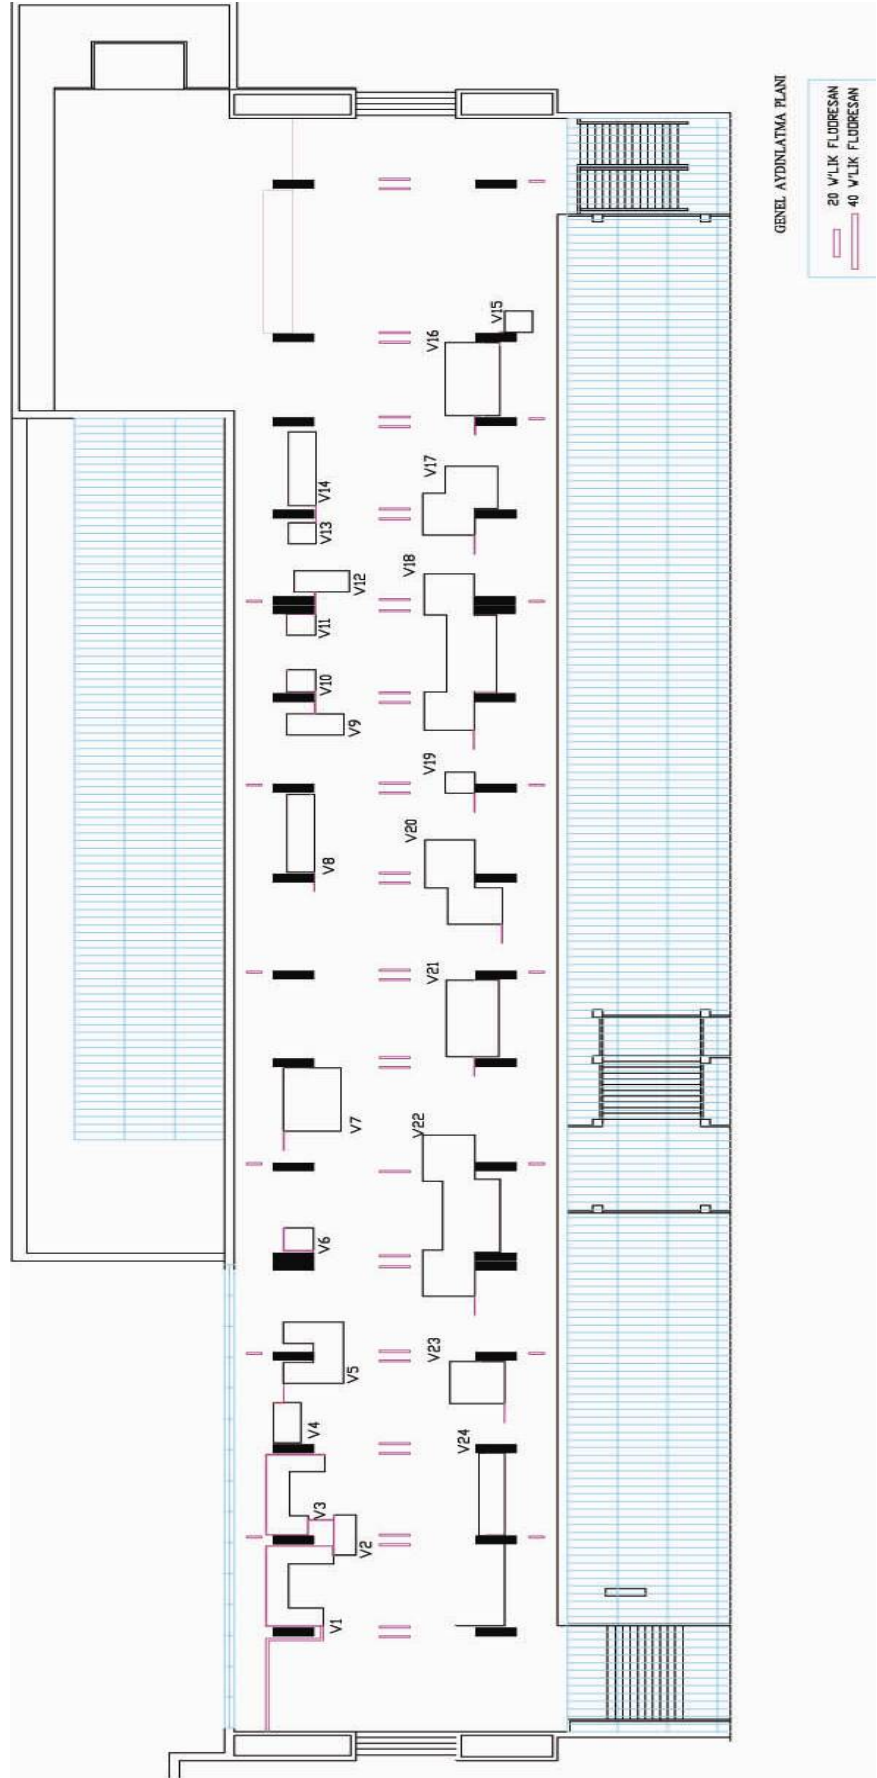 GENEL AYDINLATMA PLANI
20 W'LIK FLUORESAN
40 W'LIK FLUORESAN
V15
V16
V14
V17
V13
V12
V18
V11
V10
V9
V19
V8
V20
V21
V7
V22
V6
V5
V23
V4
V24
V3
V2
V1